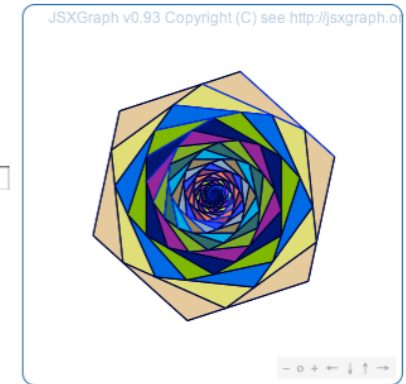 JSXGraph v0.93 Copyright (C) see http://jsxgraph.or
− o + ← ↓ ↑ →